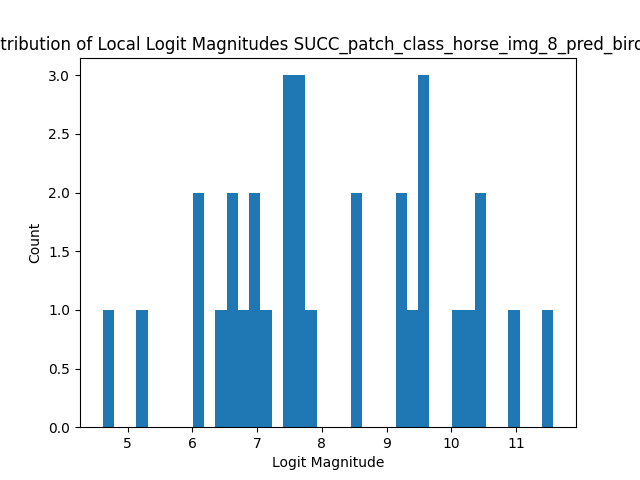 tribution of Local Logit Magnitudes SUCC_patch_class_horse_img_8_pred_bird
3.0
2.5
2.0
1.5
1.0
0.5
0.0
Count
5 6 7 8 9 10 11
Logit Magnitude